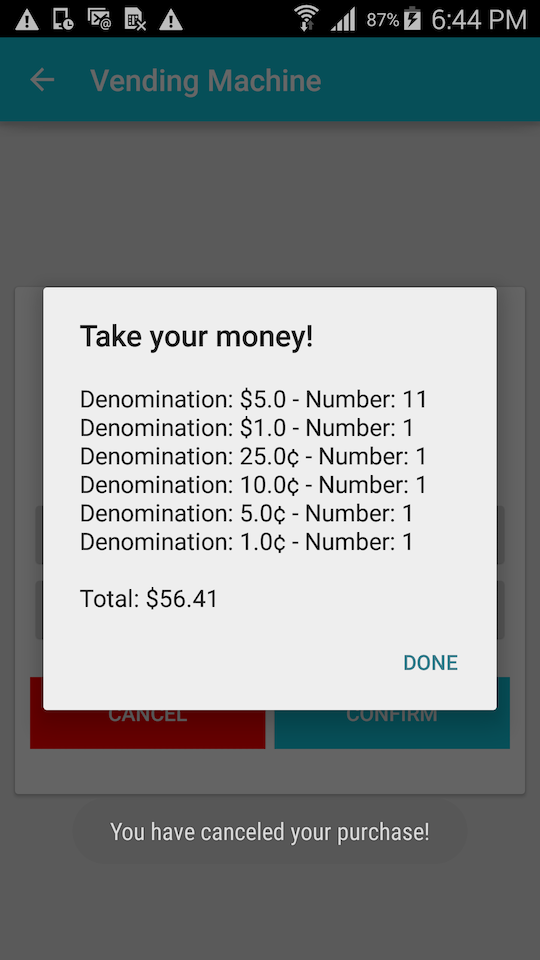 87% 6:44 PM
Vending Machine
Take your money!
Denomination: $5.0 - Number: 11
Denomination: $1.0 - Number: 1
Denomination: 25.0¢ - Number: 1
Denomination: 10.0¢ - Number: 1
Denomination: 5.0¢ - Number: 1
Denomination: 1.0¢ - Number: 1
Total: $56.41
DONE
CANCEL CONFIRM
You have canceled your purchase!